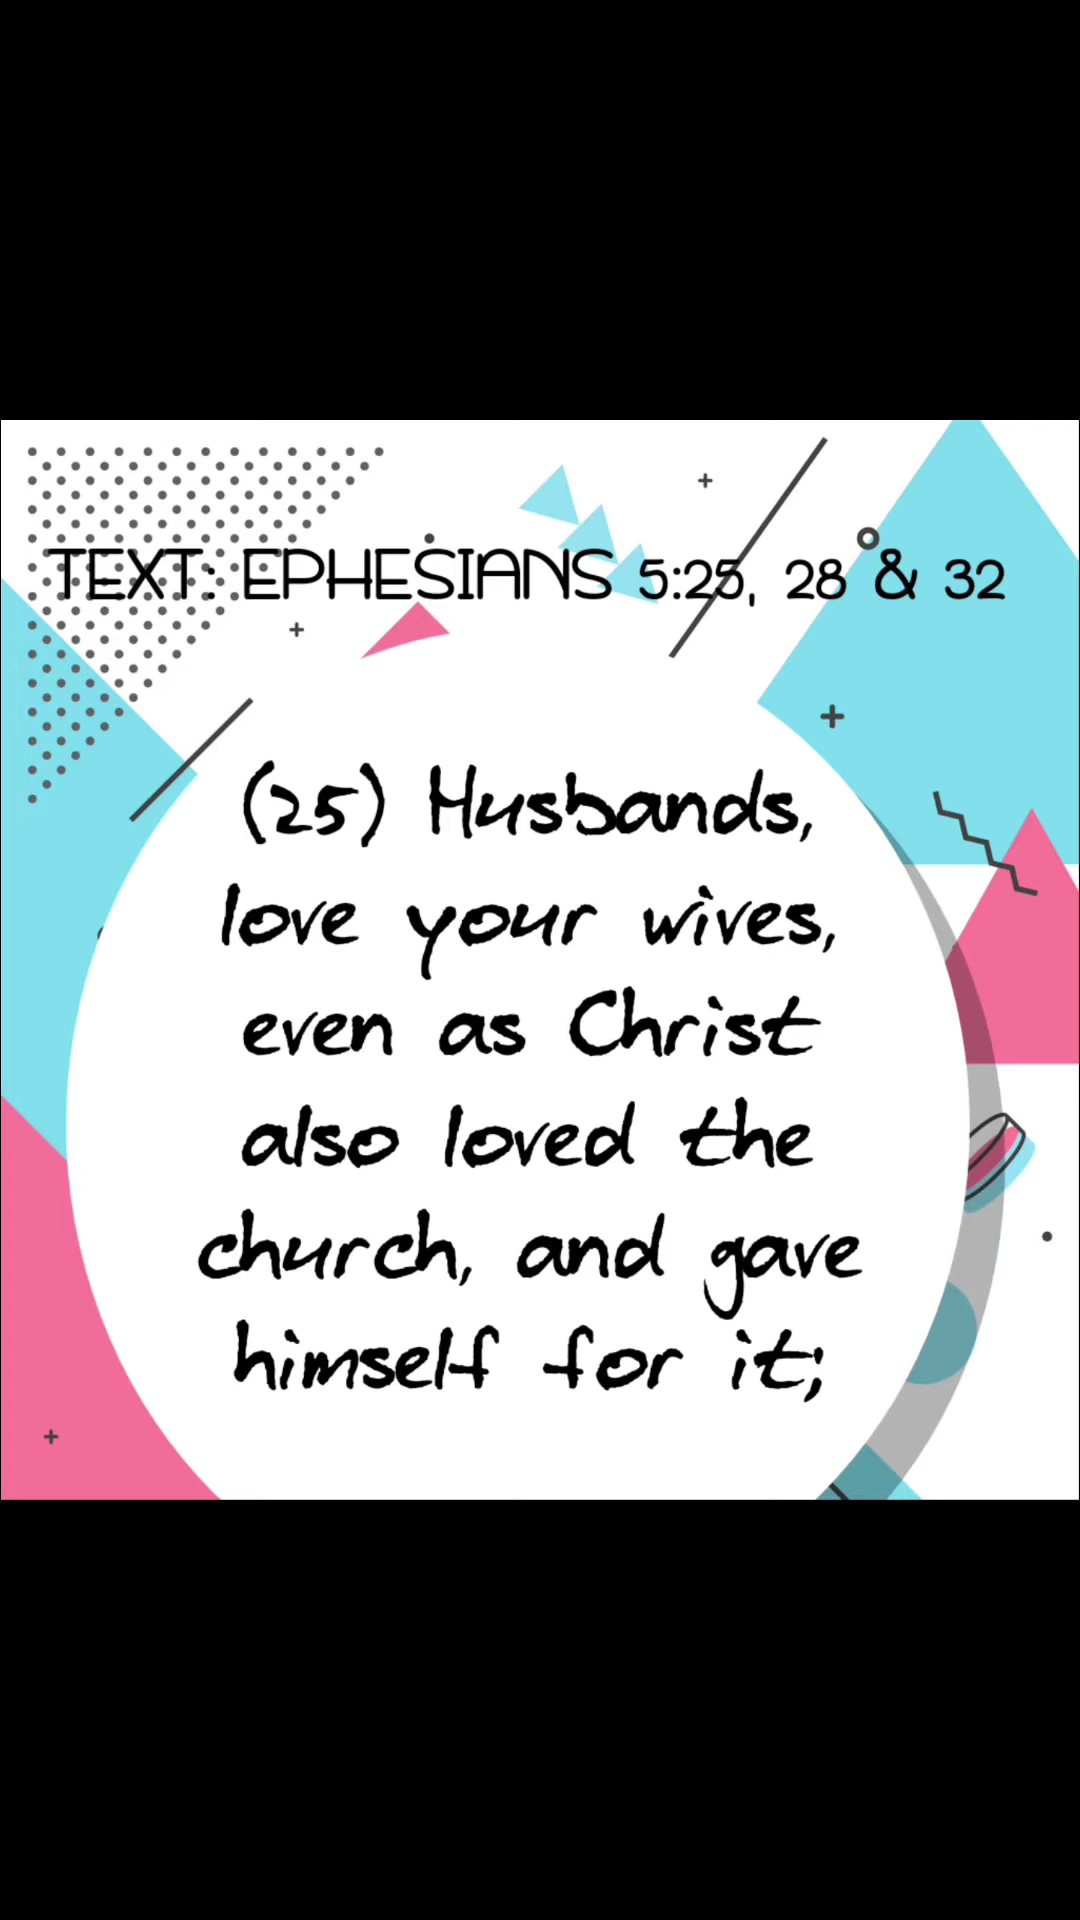 TEXT: EPHESIANS 5:25, 28 & 32
(25) Husbands,
love your wives,
even as Christ
also loved the
church, and gave
himself for it;